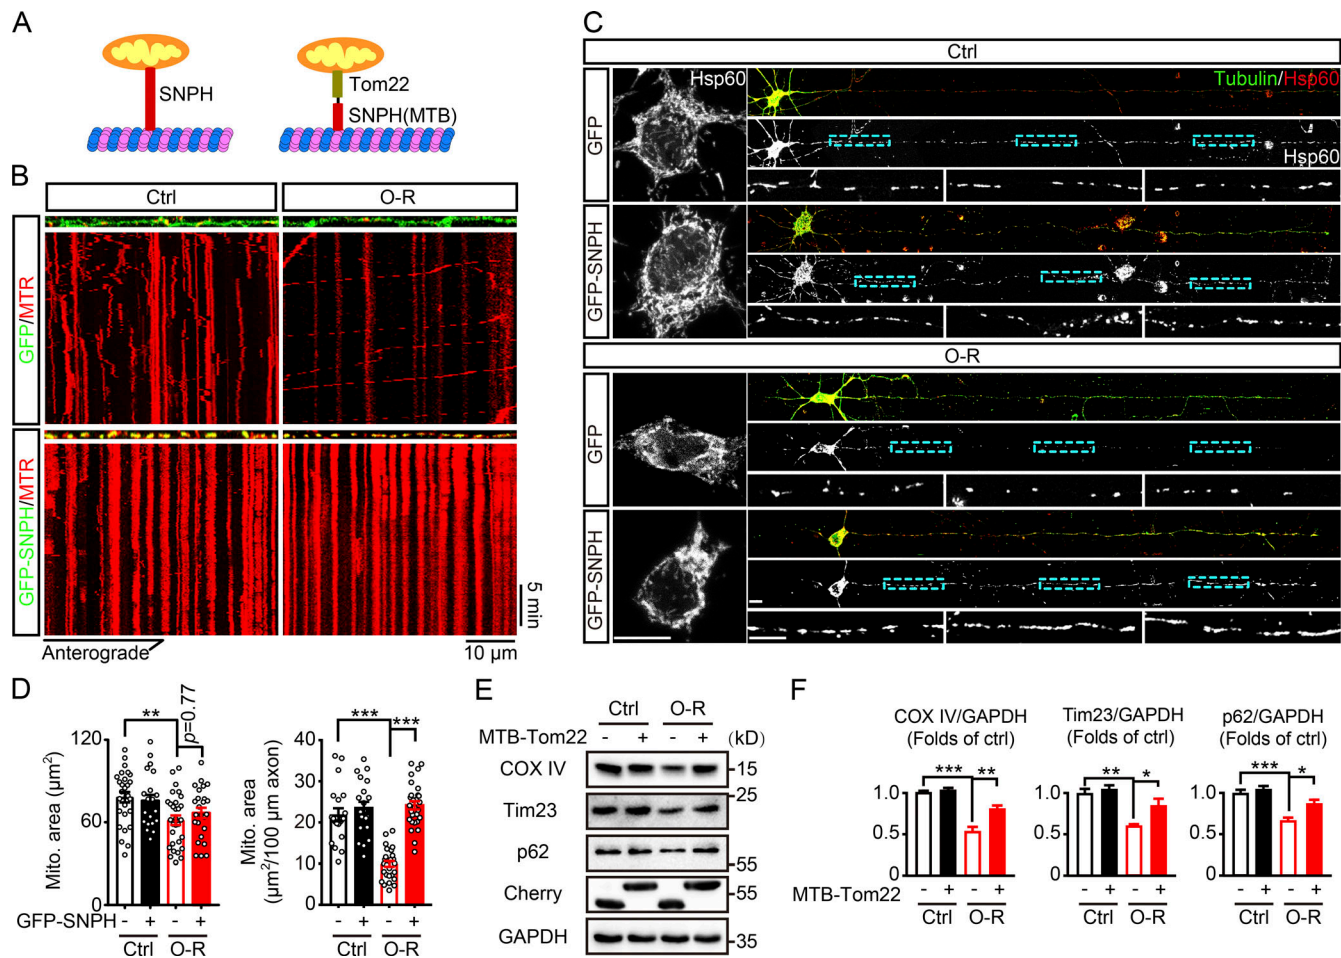 A
SNPH
Tom22
SNPH(MTB)
B
Ctrl
O-R
GFP/MTR
GFP-SNPH/MTR
5 min
Anterograde
10 µm
C
Ctrl
GFP
Hsp60
Tubulin/Hsp60
Hsp60
GFP-SNPH
O-R
GFP
GFP-SNPH
D
**
p=0.77
Mito. area (µm²)
120
60
0
GFP-SNPH
- + - +
Ctrl O-R
*** ***
Mito. area
(µm²/100 µm axon)
40
30
20
10
0
- + - +
Ctrl O-R
E
Ctrl O-R
MTB-Tom22 - + - + (kD)
COX IV
15
25
Tim23
p62
55
Cherry
55
GAPDH
35
F
COX IV/GAPDH
(Folds of ctrl)
*** **
1.0
0.5
0
MTB-Tom22 - + - +
Ctrl O-R
Tim23/GAPDH
(Folds of ctrl)
** *
1.0
0.5
0
- + - +
Ctrl O-R
p62/GAPDH
(Folds of ctrl)
*** *
1.0
0.5
0
- + - +
Ctrl O-R